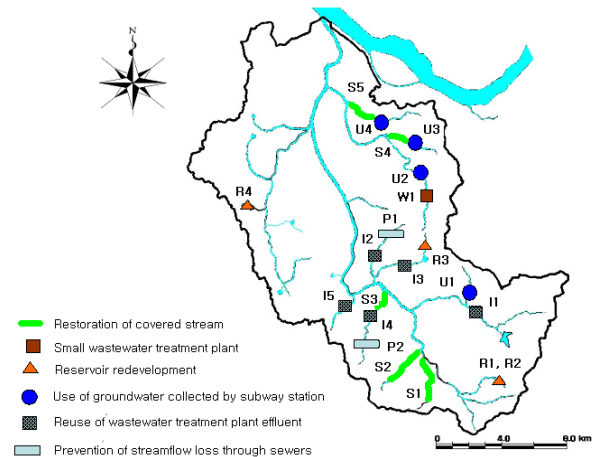 N
S5
U4
U3
S4
U2
W1
R4
P1
I2
R3
I3
U1
I5
S3
I1
I4
P2
R1, R2
S2
S1
Restoration of covered stream
Small wastewater treatment plant
Reservoir redevelopment
Use of groundwater collected by subway station
Reuse of wastewater treatment plant effluent
Prevention of streamflow loss through sewers
0.0 4.0 8.0 km